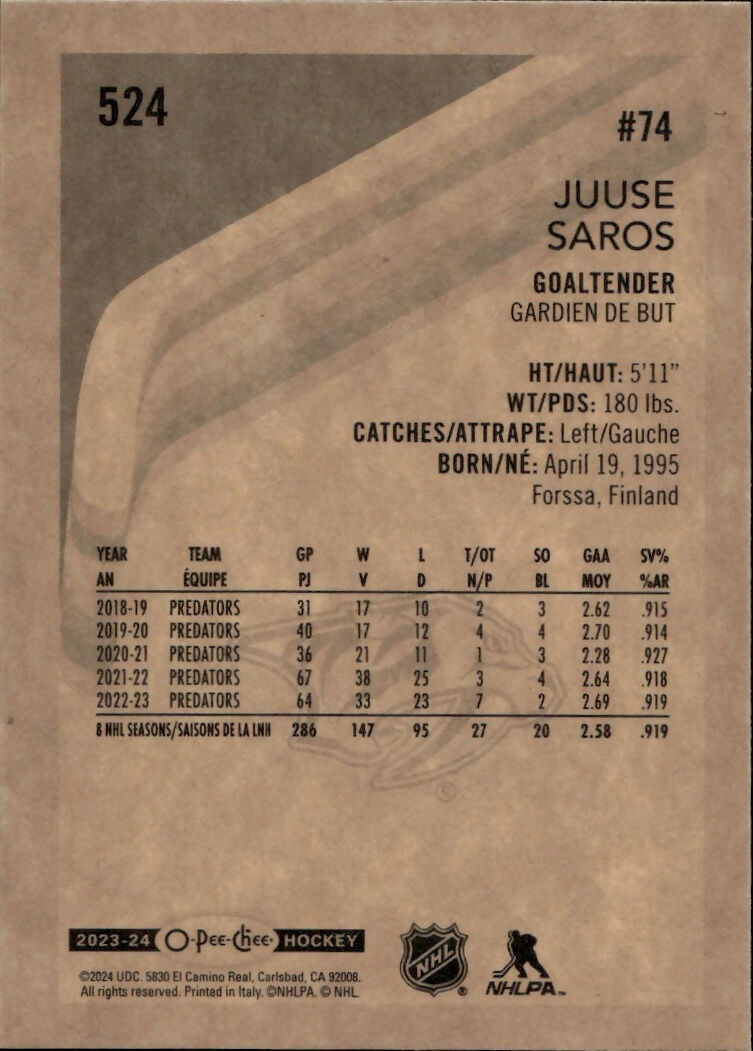 524
#74
JUUSE
SAROS
GOALTENDER
GARDIEN DE BUT
HT/HAUT: 5'11"
WT/PDS: 180 lbs.
CATCHES/ATTRAPE: Left/Gauche
BORN/NÉ: April 19, 1995
Forssa, Finland
YEAR TEAM GP W L T/OT SO GAA SV%
AN ÉQUIPE PJ V D N/P BL MOY %AR
2018-19 PREDATORS 31 17 10 2 3 2.62 .915
2019-20 PREDATORS 40 17 12 4 4 2.70 .914
2020-21 PREDATORS 36 21 11 1 3 2.28 .927
2021-22 PREDATORS 67 38 25 3 4 2.64 .918
2022-23 PREDATORS 64 33 23 7 2 2.69 .919
8 NHL SEASONS/SAISONS DE LA LNH 286 147 95 27 20 2.58 .919
®
2023-24 O-Pee-Chee HOCKEY
©2024 UDC. 5830 El Camino Real, Carlsbad, CA 92008.
All rights reserved. Printed in Italy. ©NHLPA. © NHL.
NHL ®
NHLPA™